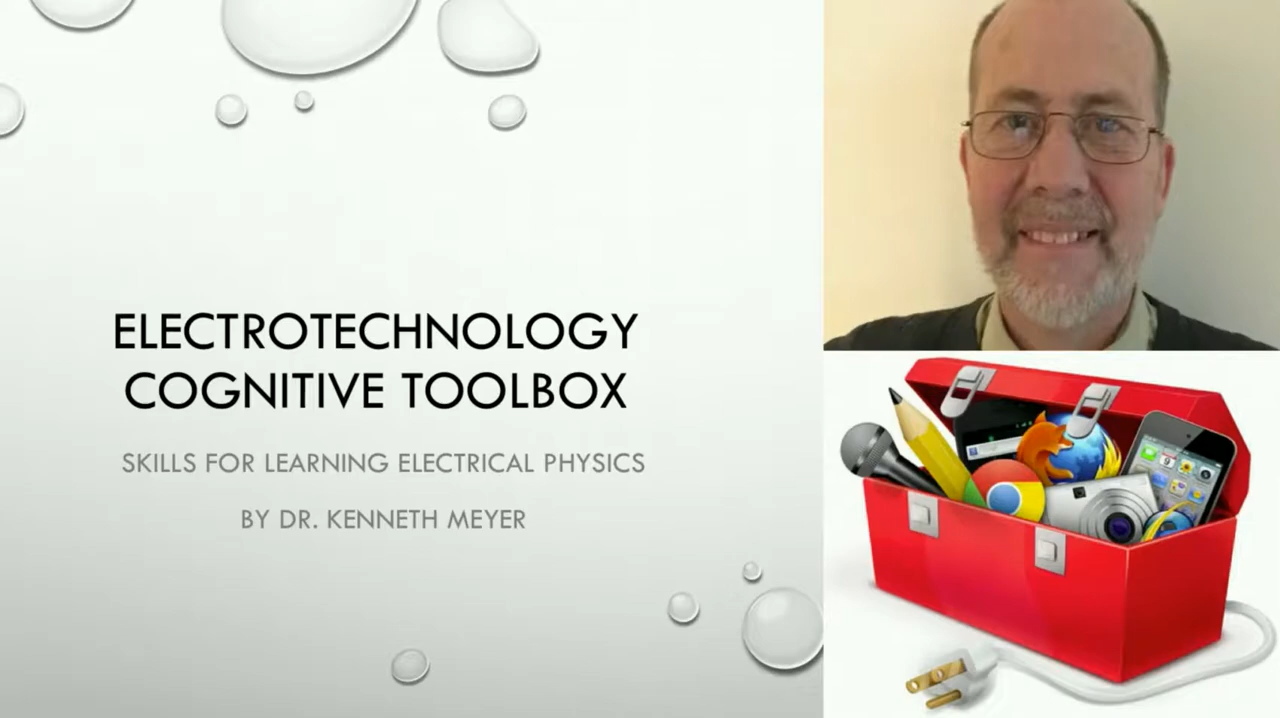 ELECTROTECHNOLOGY
COGNITIVE TOOLBOX
SKILLS FOR LEARNING ELECTRICAL PHYSICS
BY DR. KENNETH MEYER